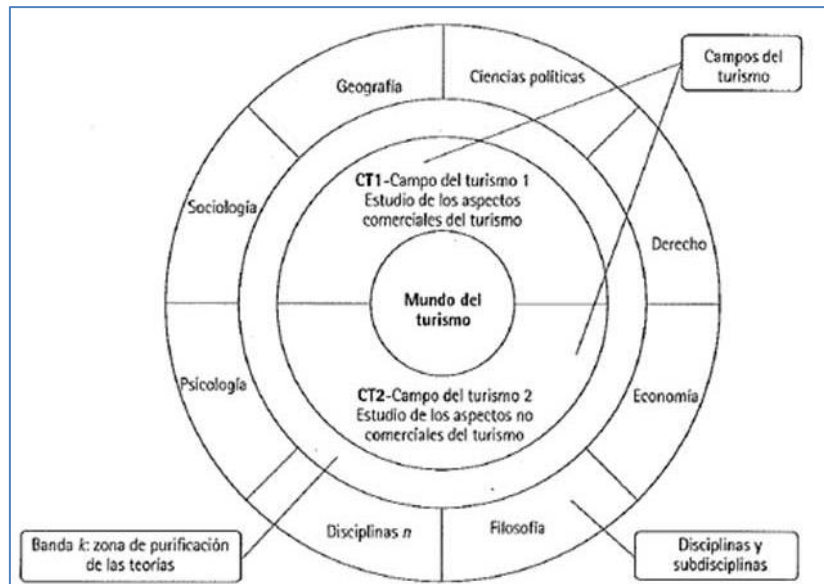 Geografía
Ciencias políticas
Campos del
turismo
CT1-Campo del turismo 1
Estudio de los aspectos
comerciales del turismo
Sociología
Derecho
Mundo del
turismo
Psicología
CT2-Campo del turismo 2
Estudio de los aspectos no
comerciales del turismo
Economía
Disciplinas n
Filosofía
Banda k: zona de purificación
de las teorías
Disciplinas y
subdisciplinas